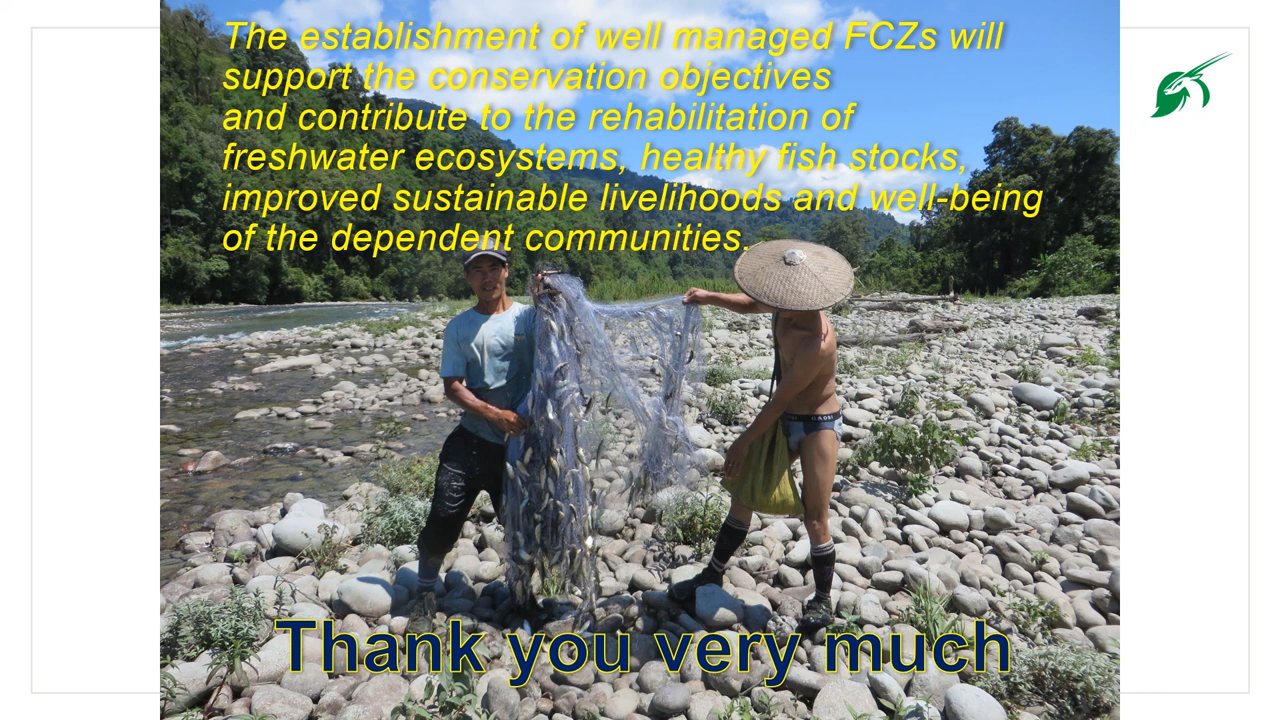 The establishment of well managed FCZs will
support the conservation objectives
and contribute to the rehabilitation of
freshwater ecosystems, healthy fish stocks,
improved sustainable livelihoods and well-being
of the dependent communities.
Thank you very much